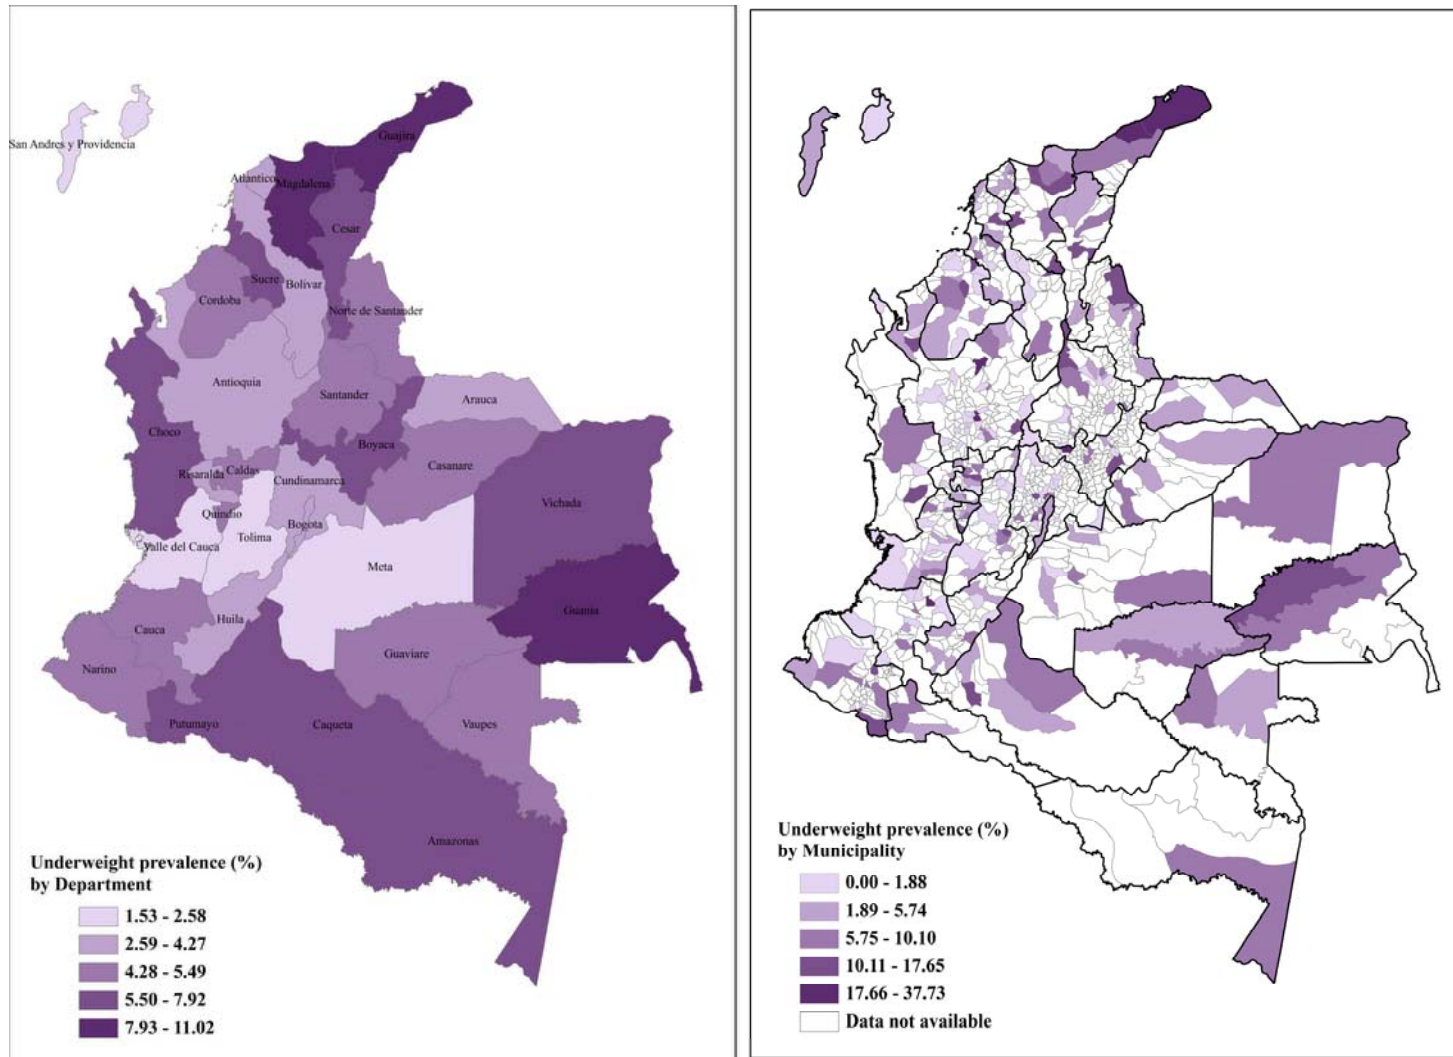 San Andres y Providencia
Guajira
Atlantico
Magdalena
Cesar
Sucre
Bolivar
Cordoba
Norte de Santander
Antioquia
Santander
Arauca
Choco
Boyaca
Risaralda
Caldas
Casanare
Cundinamarca
Quindio
Bogota
Vichada
Valle del Cauca
Tolima
Meta
Guania
Huila
Cauca
Guaviare
Narino
Putumayo
Caqueta
Vaupes
Amazonas
Underweight prevalence (%)
by Department
1.53 - 2.58
2.59 - 4.27
4.28 - 5.49
5.50 - 7.92
7.93 - 11.02
Underweight prevalence (%)
by Municipality
0.00 - 1.88
1.89 - 5.74
5.75 - 10.10
10.11 - 17.65
17.66 - 37.73
Data not available